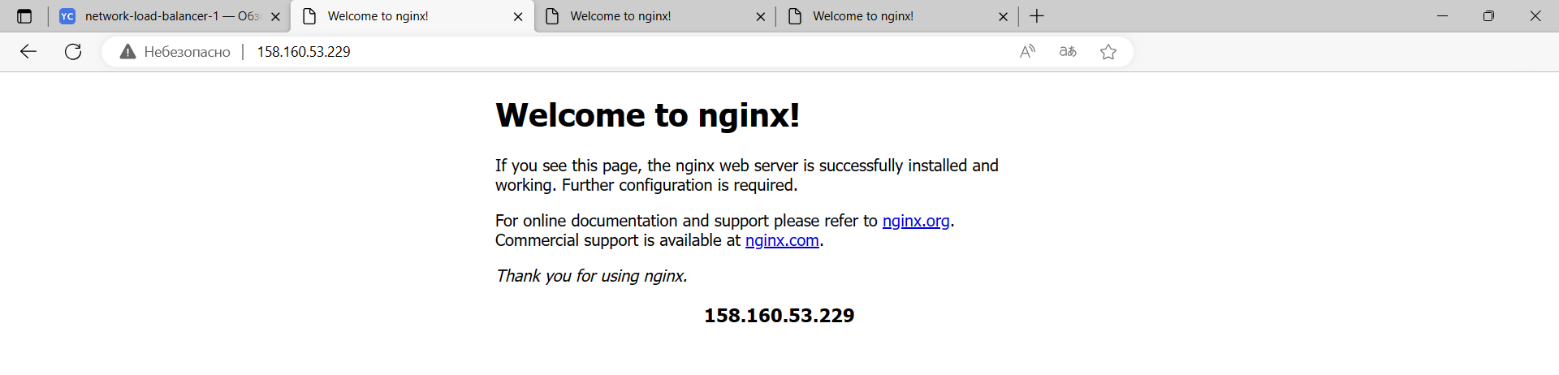 network-load-balancer-1 — Обз
Welcome to nginx!
Welcome to nginx!
Welcome to nginx!
Небезопасно
158.160.53.229
Welcome to nginx!
If you see this page, the nginx web server is successfully installed and
working. Further configuration is required.
For online documentation and support please refer to nginx.org.
Commercial support is available at nginx.com.
Thank you for using nginx.
158.160.53.229